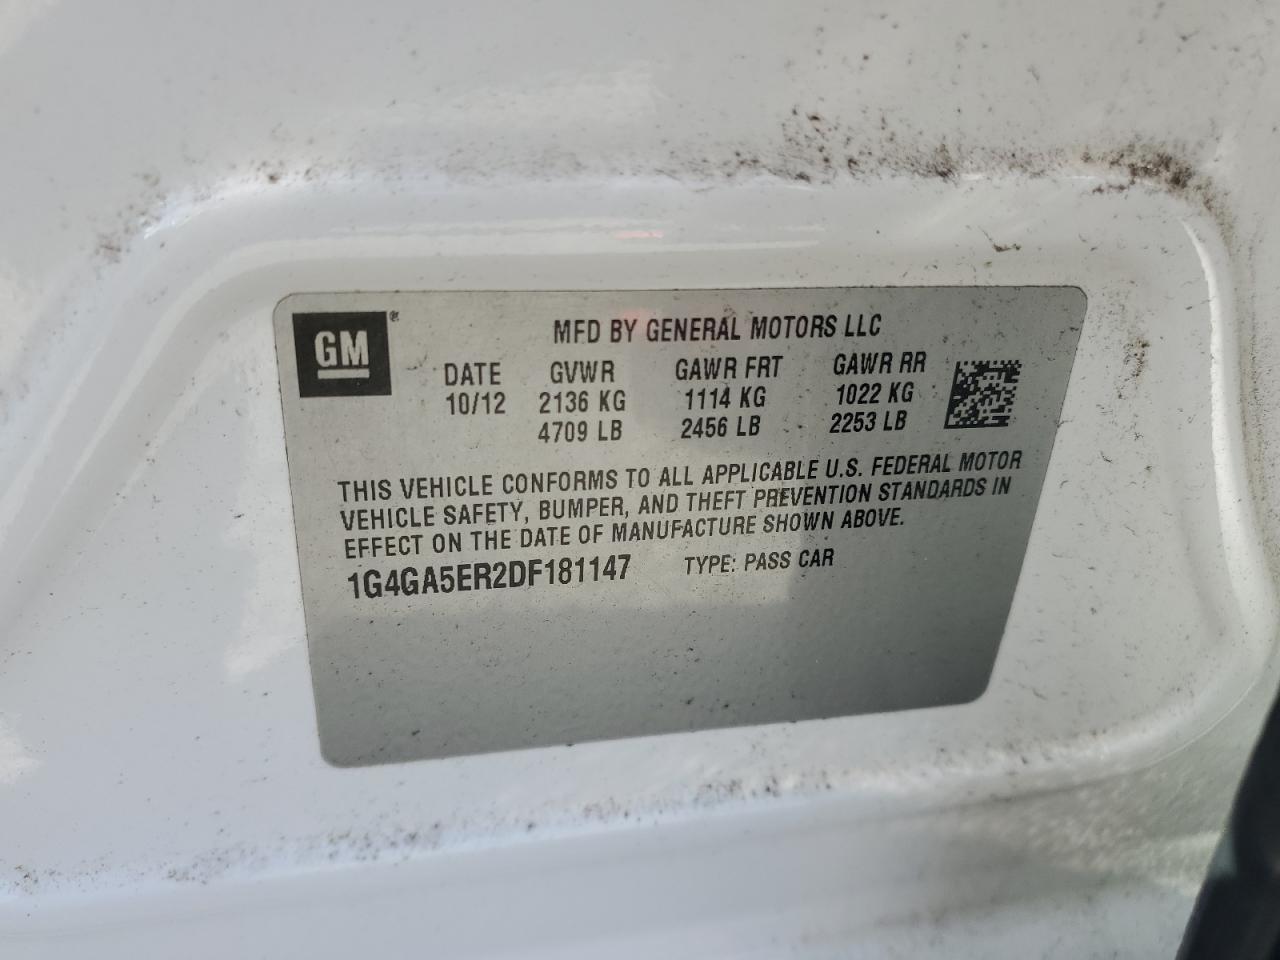 GM®
MFD BY GENERAL MOTORS LLC
DATE GVWR GAWR FRT GAWR RR
10/12 2136 KG 1114 KG 1022 KG
4709 LB 2456 LB 2253 LB
THIS VEHICLE CONFORMS TO ALL APPLICABLE U.S. FEDERAL MOTOR
VEHICLE SAFETY, BUMPER, AND THEFT PREVENTION STANDARDS IN
EFFECT ON THE DATE OF MANUFACTURE SHOWN ABOVE.
1G4GA5ER2DF181147 TYPE: PASS CAR